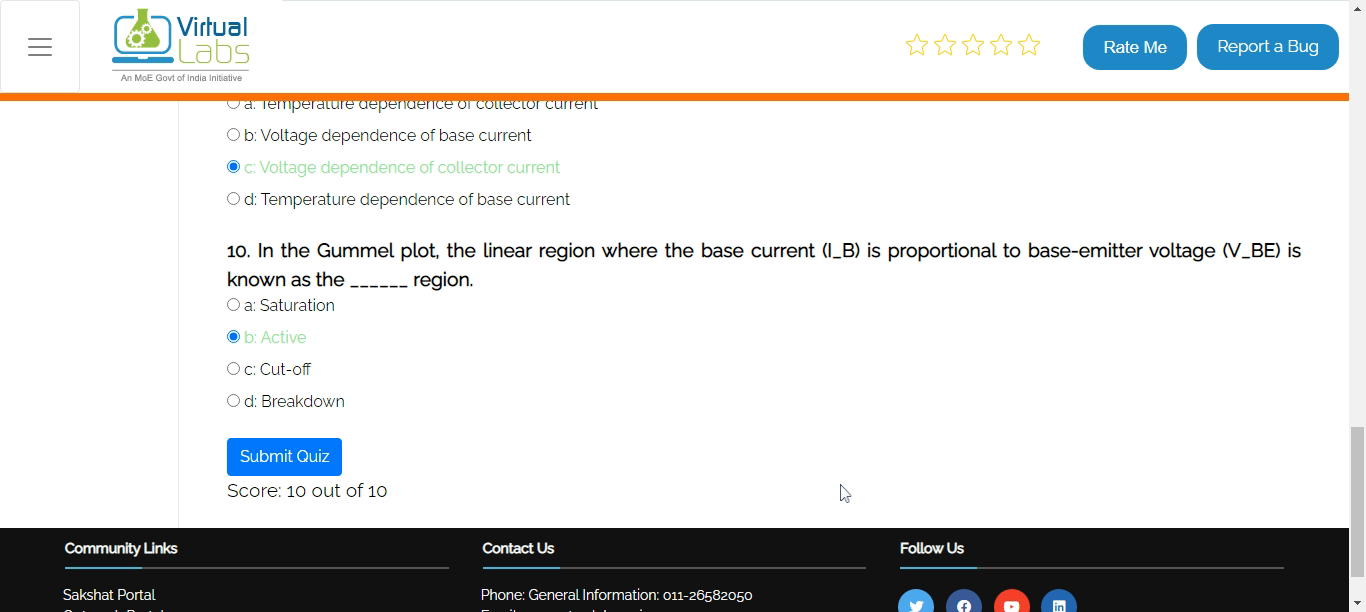 Virtual
Labs
An MoE Govt of India Initiative
Rate Me
Report a Bug
a: Temperature dependence of collector current
b: Voltage dependence of base current
c: Voltage dependence of collector current
d: Temperature dependence of base current
10. In the Gummel plot, the linear region where the base current (I_B) is proportional to base-emitter voltage (V_BE) is
known as the ______ region.
a: Saturation
b: Active
c: Cut-off
d: Breakdown
Submit Quiz
Score: 10 out of 10
Community Links
Contact Us
Follow Us
Sakshat Portal
Phone: General Information: 011-26582050